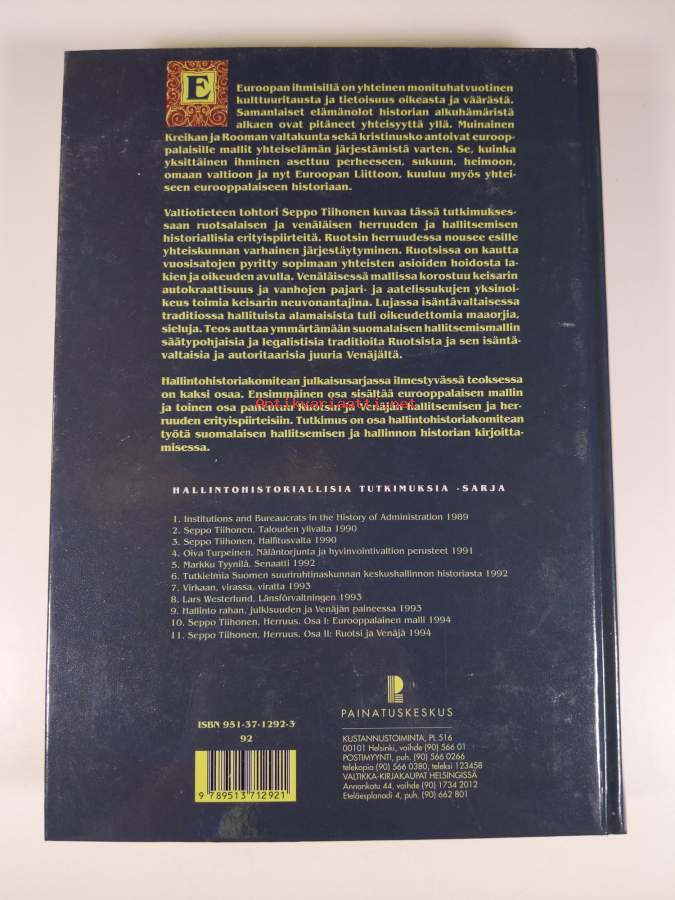 E
Euroopan ihmisillä on yhteinen monituhatvuotinen
kulttuuritausta ja tietoisuus oikeasta ja väärästä.
Samanlaiset elämänolot historian alkuhämäristä
alkaen ovat pitäneet yhteisyyttä yllä. Muinainen
Kreikan ja Rooman valtakunta sekä kristinusko antoivat euroop-
palaisille mallit yhteiselämän järjestämistä varten. Se, kuinka
yksittäinen ihminen asettuu perheeseen, sukuun, heimoon,
omaan valtioon ja nyt Euroopan Liittoon, kuuluu myös yhtei-
seen eurooppalaiseen historiaan.
Valtiotieteen tohtori Seppo Tiihonen kuvaa tässä tutkimukses-
saan ruotsalaisen ja venäläisen herruuden ja hallitsemisen
historiallisia erityispiirteitä. Ruotsin herruudessa nousee esille
yhteiskunnan varhainen järjestäytyminen. Ruotsissa on kautta
vuosisatojen pyritty sopimaan yhteisten asioiden hoidosta la-
kien ja oikeuden avulla. Venäläisessä mallissa korostuu keisarin
autokraattisuus ja vanhojen pajari- ja aatelissukujen yksinoi-
keus toimia keisarin neuvonantajina. Lujassa isäntävaltaisessa
traditiossa hallituista alamaisista tuli oikeudettomia maaorjia,
sieluja. Teos auttaa ymmärtämään suomalaisen hallitsemismallin
säätypohjaisia ja legalistisia traditioita Ruotsista ja sen isäntä-
valtaisia ja autoritaarisia juuria Venäjältä.
Hallintohistoriakomitean julkaisusarjassa ilmestyvässä teoksessa
on kaksi osaa. Ensimmäinen osa sisältää eurooppalaisen mallin
ja toinen osa paneutuu Ruotsin ja Venäjän hallitsemisen ja her-
ruuden erityispiirteisiin. Tutkimus on osa hallintohistoriakomitean
työtä suomalaisen hallitsemisen ja hallinnon historian kirjoitta-
misessa.
Antikvariaatti.net
HALLINTOHISTORIALLISIA TUTKIMUKSIA -SARJA
1. Institutions and Bureaucrats in the History of Administration 1989
2. Seppo Tiihonen, Talouden ylivalta 1990
3. Seppo Tiihonen, Hallitusvalta 1990
4. Oiva Turpeinen, Näläntorjunta ja hyvinvointivaltion perusteet 1991
5. Markku Tyynilä, Senaatti 1992
6. Tutkielmia Suomen suuriruhtinaskunnan keskushallinnon historiasta 1992
7. Virkaan, virassa, viratta 1993
8. Lars Westerlund, Länsförvaltningen 1993
9. Hallinto rahan, julkisuuden ja Venäjän paineessa 1993
10. Seppo Tiihonen, Herruus. Osa I: Eurooppalainen malli 1994
11. Seppo Tiihonen, Herruus. Osa II: Ruotsi ja Venäjä 1994
ISBN 951-37-1292-3
92
9 789513 712921
PAINATUSKESKUS
KUSTANNUSTOIMINTA, PL 516
00101 Helsinki, vaihde (90) 566 01
POSTIMYYNTI, puh. (90) 566 0266
telekopio (90) 566 0380, teleksi 123458
VALTIKKA-KIRJAKAUPAT HELSINGISSÄ
Annankatu 44, vaihde (90) 1734 2012
Eteläesplanadi 4, puh. (90) 662 801